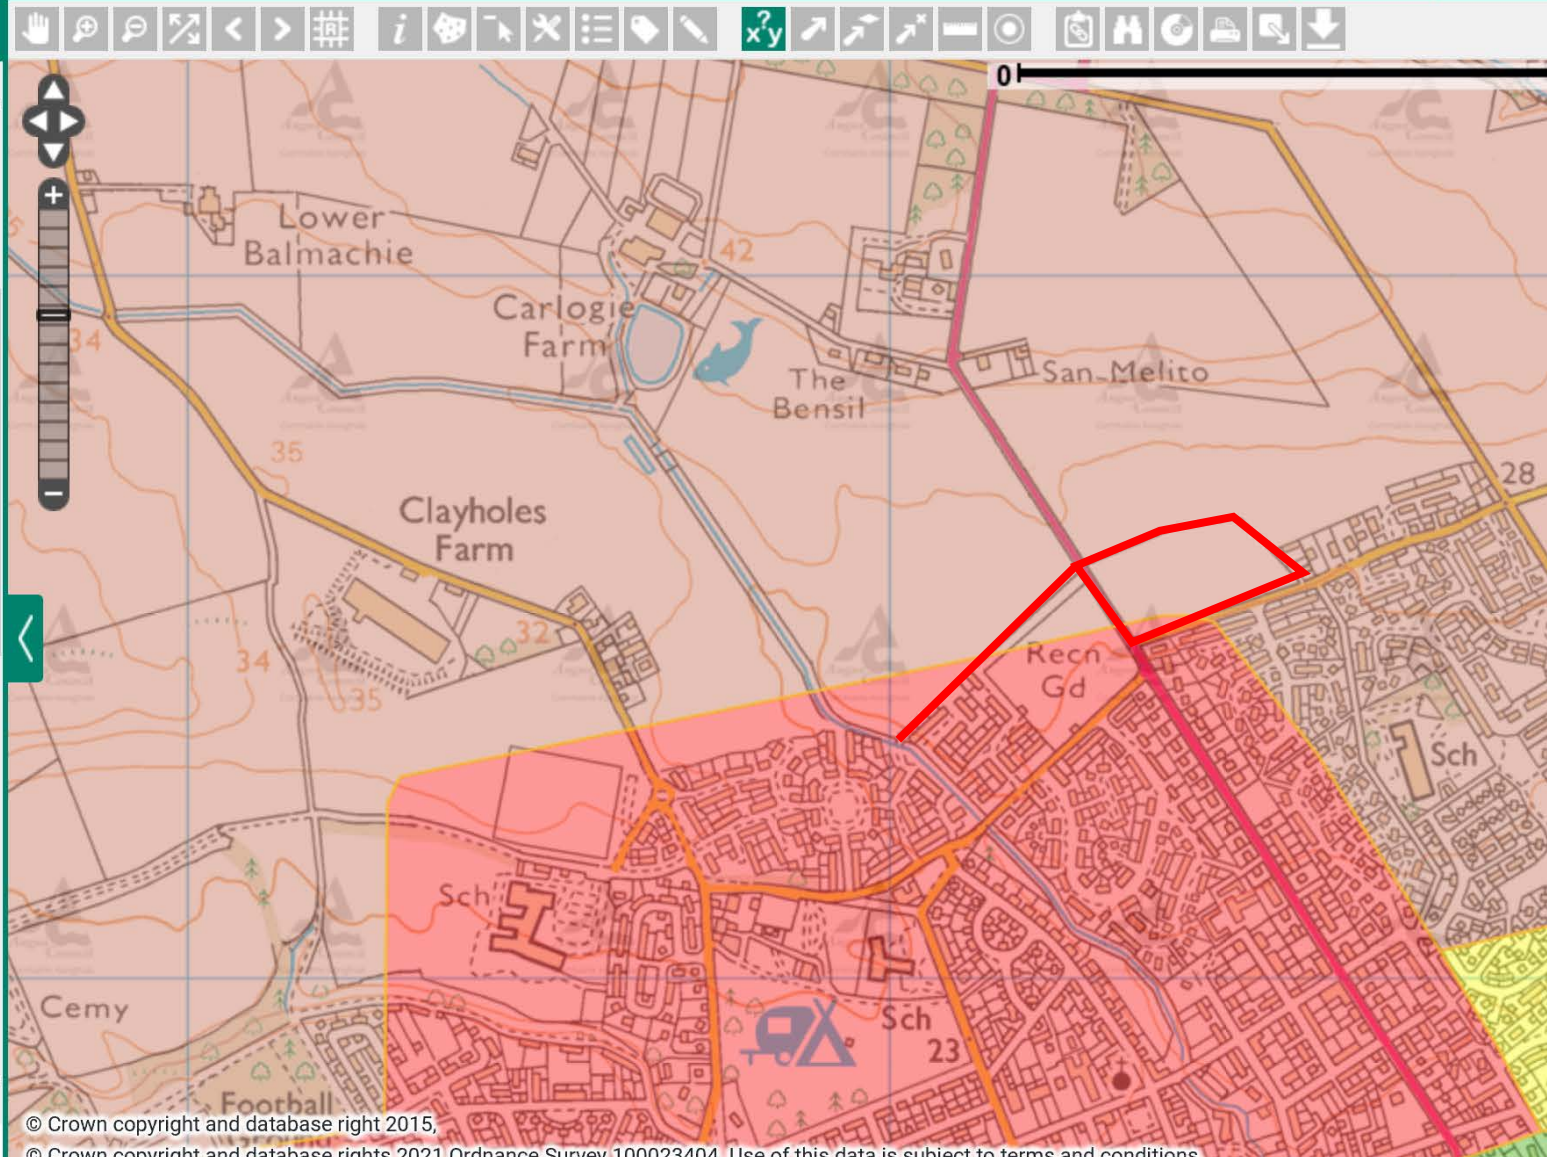 R
i
?
x y
0
Lower
Balmachie
42
Carlogie
Farm
34
The
Bensil
San Melito
35
28
Clayholes
Farm
32
34
35
Recn
Gd
Sch
Sch
Cemy
Sch
23
Football
© Crown copyright and database right 2015,
© Crown copyright and database rights 2021 Ordnance Survey 100023404. Use of this data is subject to terms and conditions